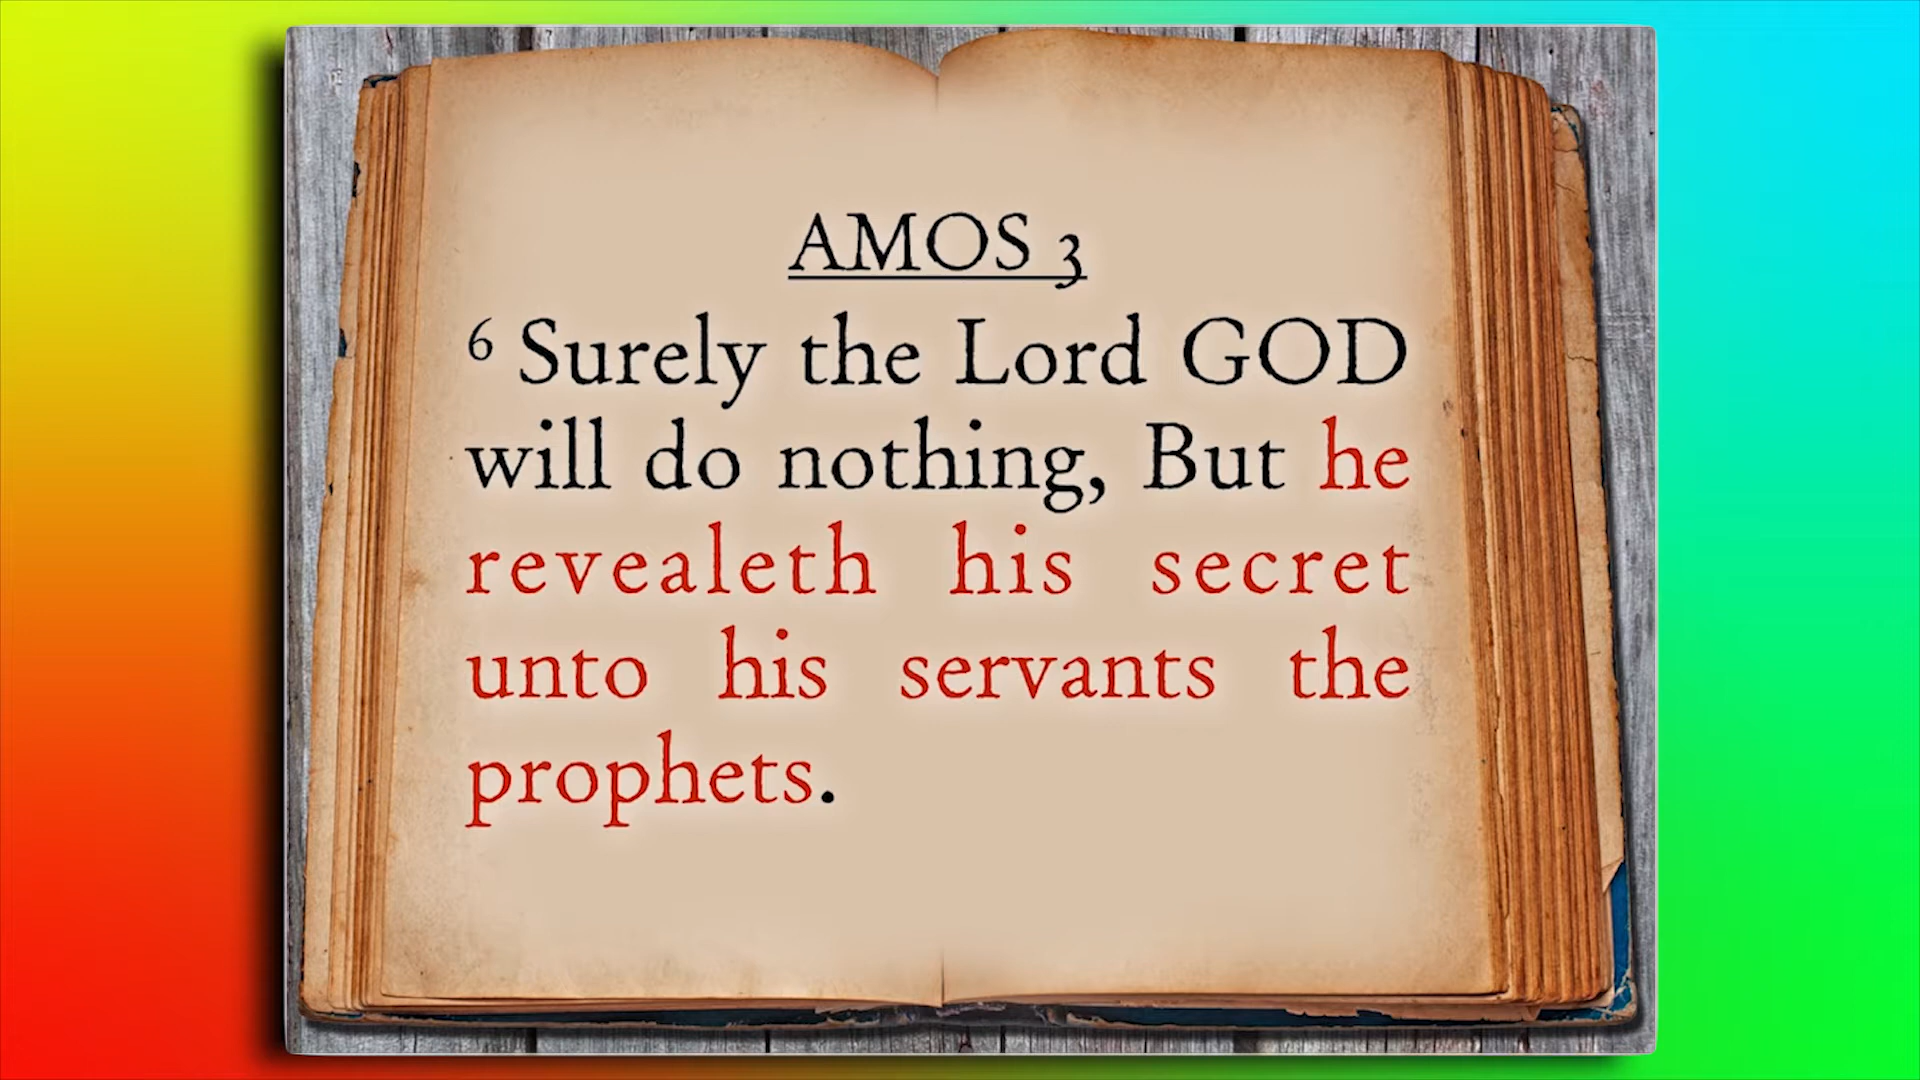 AMOS 3
6 Surely the Lord GOD
will do nothing, But he
revealeth his secret
unto his servants the
prophets.